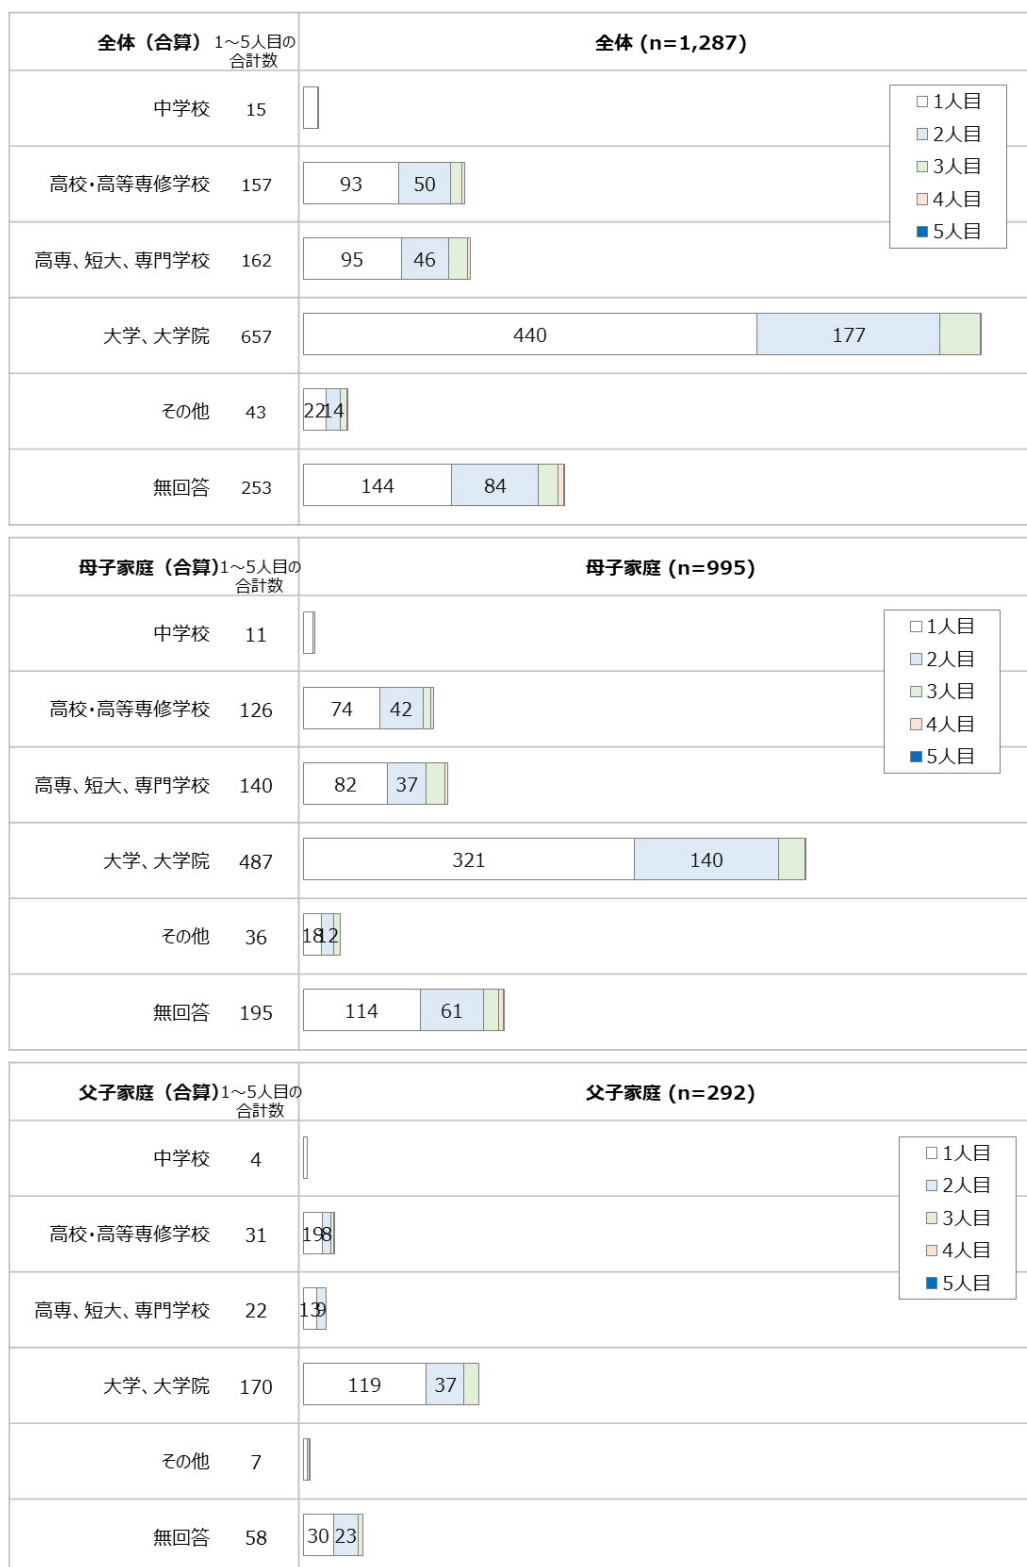 全体（合算） 1～5人目の合計数 全体 (n=1,287)
中学校 15
高校・高等専修学校 157 93 50
高専、短大、専門学校 162 95 46
大学、大学院 657 440 177
その他 43 22 14
無回答 253 144 84
1人目
2人目
3人目
4人目
5人目
母子家庭（合算） 1～5人目の合計数 母子家庭 (n=995)
中学校 11
高校・高等専修学校 126 74 42
高専、短大、専門学校 140 82 37
大学、大学院 487 321 140
その他 36 18 12
無回答 195 114 61
1人目
2人目
3人目
4人目
5人目
父子家庭（合算） 1～5人目の合計数 父子家庭 (n=292)
中学校 4
高校・高等専修学校 31 19 8
高専、短大、専門学校 22 13 9
大学、大学院 170 119 37
その他 7
無回答 58 30 23
1人目
2人目
3人目
4人目
5人目